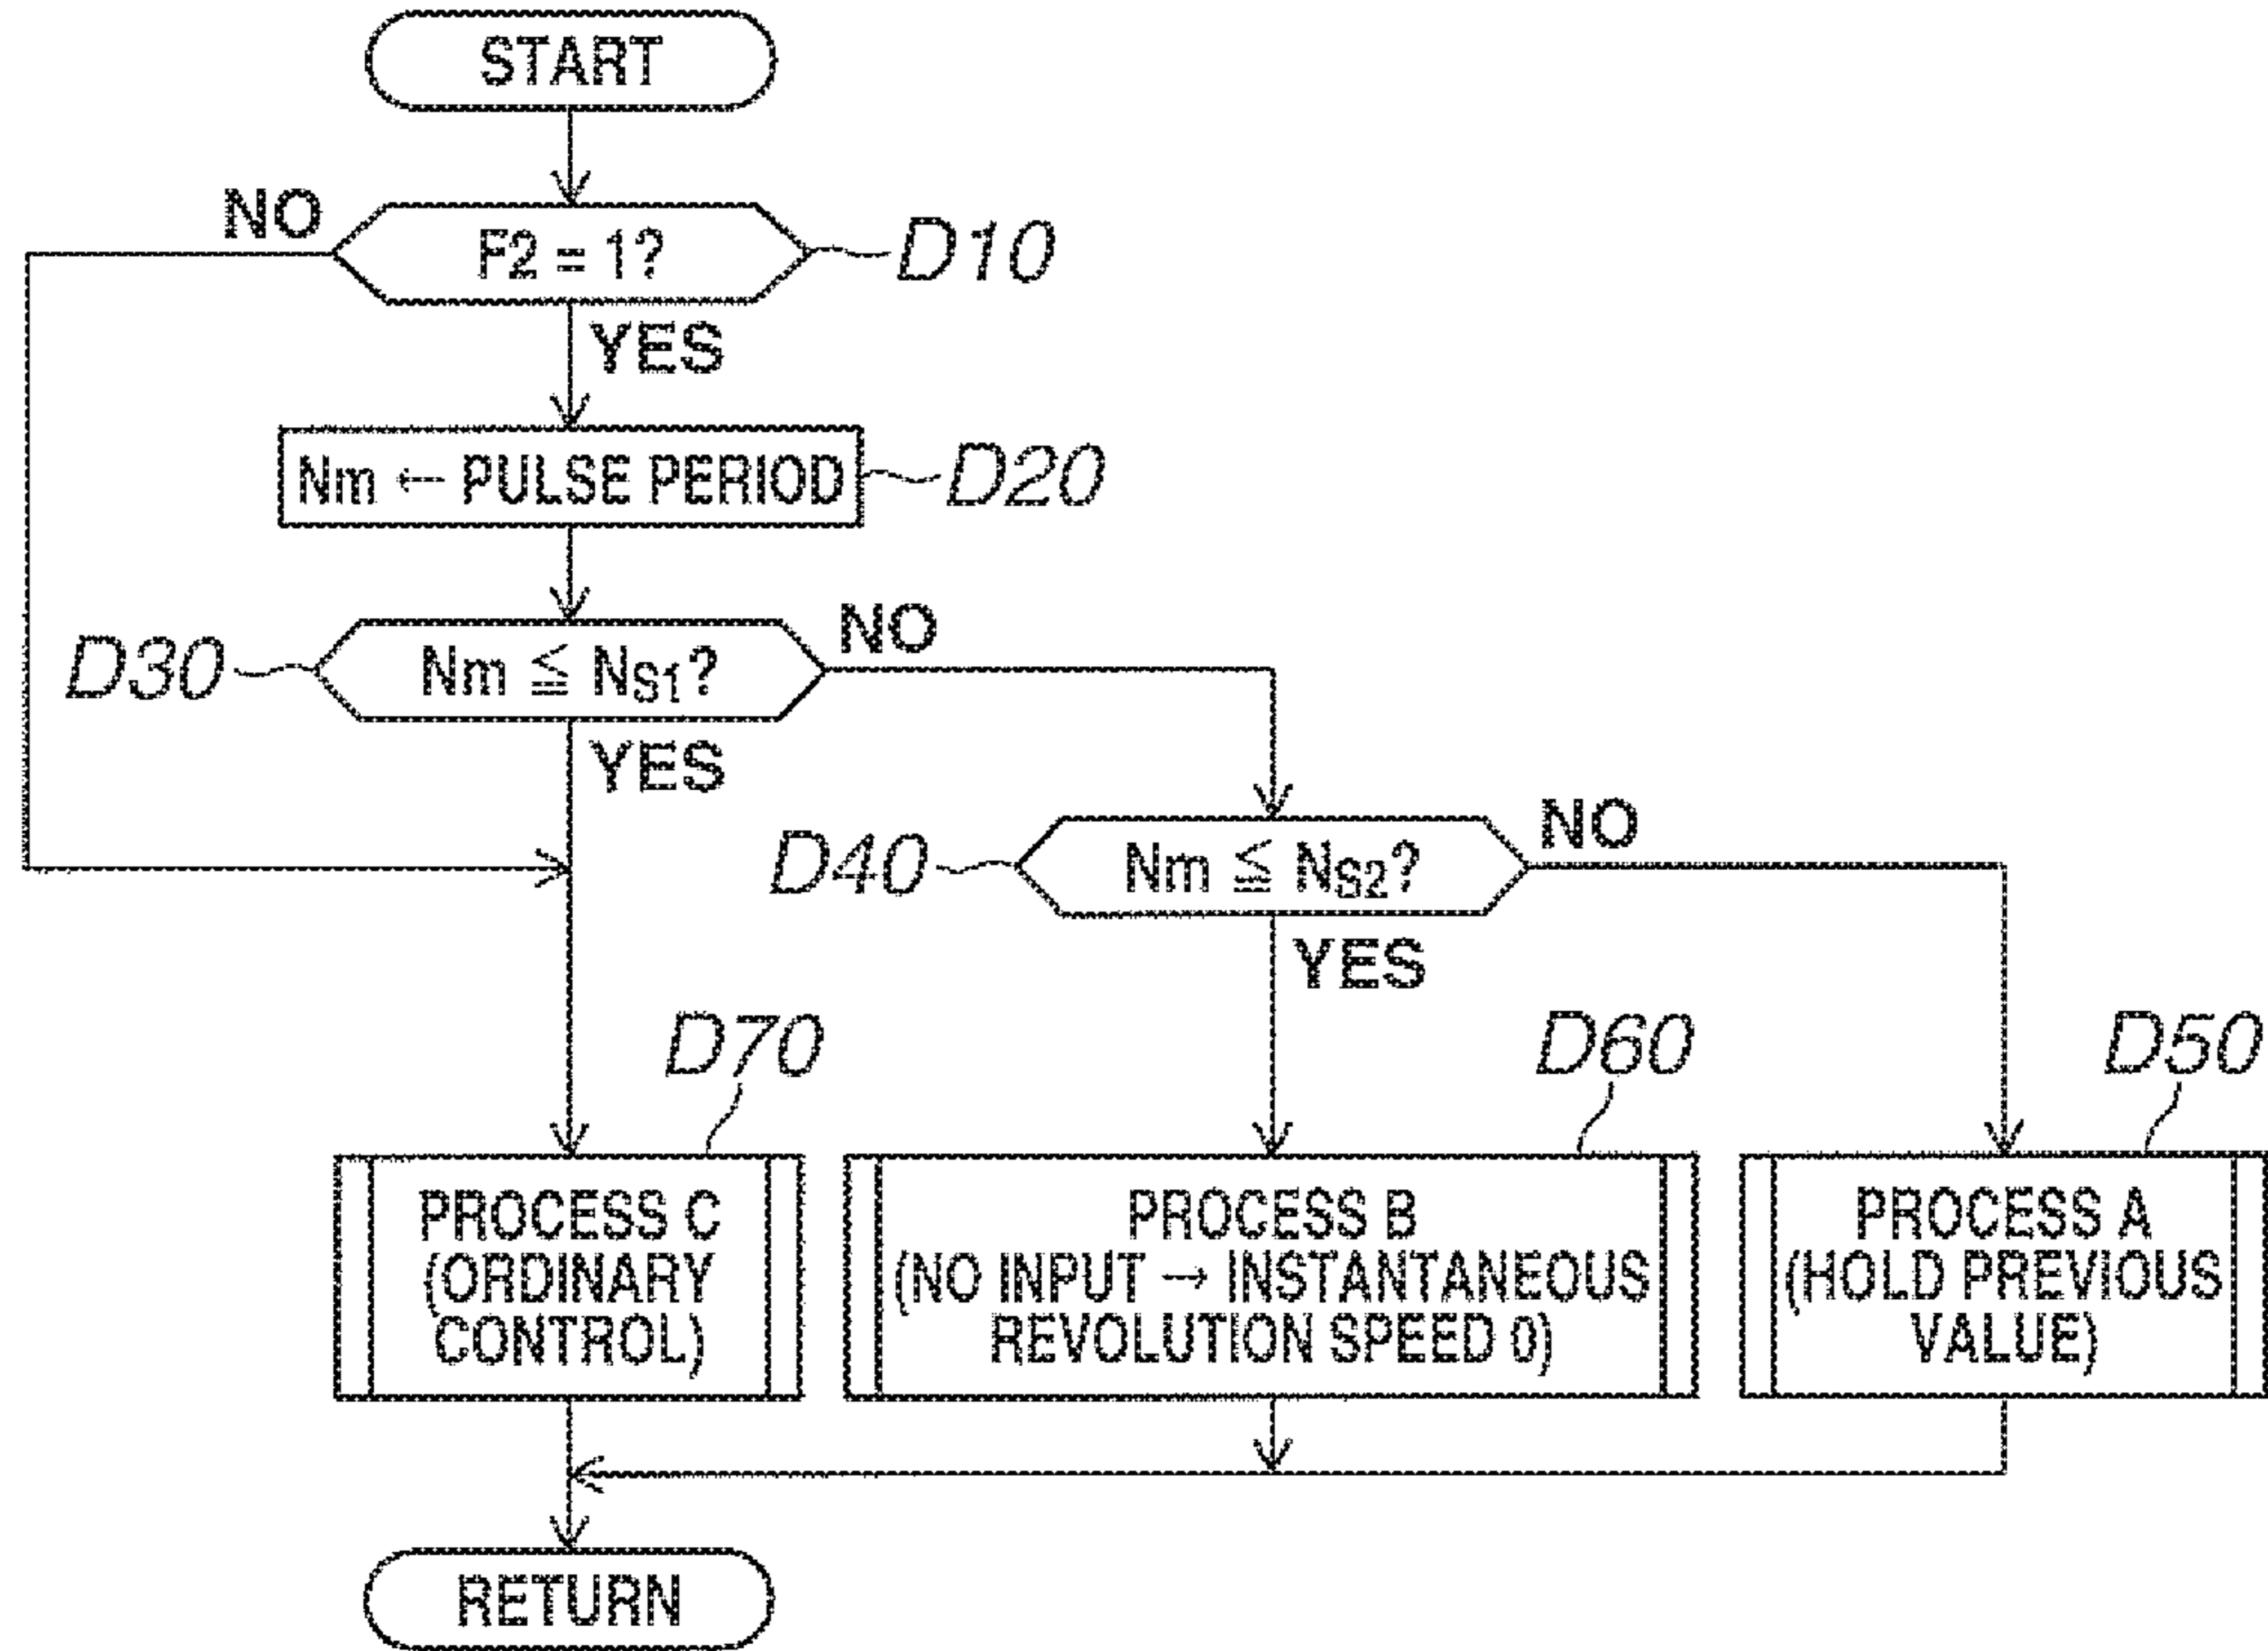 START
NO
F2 = 1?
D10
YES
Nm ← PULSE PERIOD
D20
NO
D30
Nm ≦ NS1?
YES
NO
D40
Nm ≦ NS2?
YES
D70
D60
D50
PROCESS C
(ORDINARY
CONTROL)
PROCESS B
(NO INPUT → INSTANTANEOUS
REVOLUTION SPEED 0)
PROCESS A
(HOLD PREVIOUS
VALUE)
RETURN